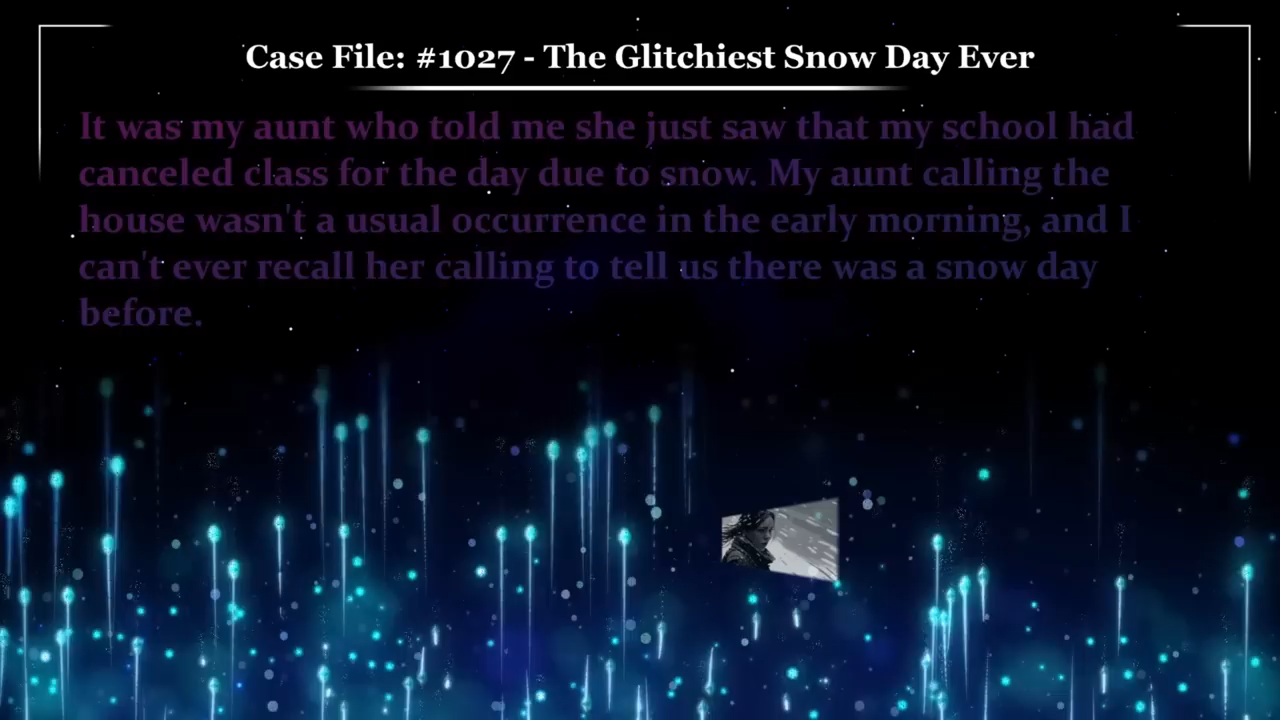 Case File: #1027 - The Glitchiest Snow Day Ever
It was my aunt who told me she just saw that my school had
canceled class for the day due to snow. My aunt calling the
house wasn't a usual occurrence in the early morning, and I
can't ever recall her calling to tell us there was a snow day
before.